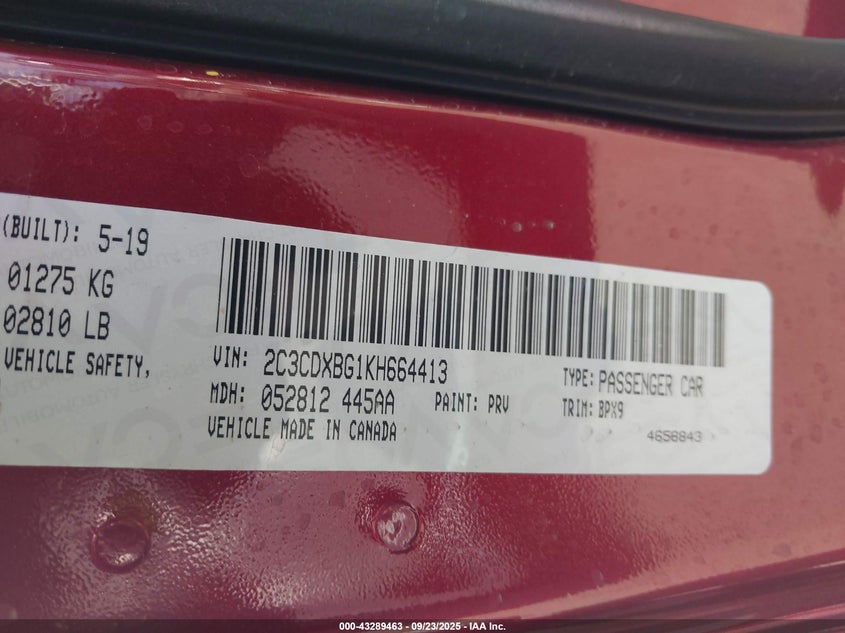 (BUILT): 5-19
01275 KG
02810 LB
VEHICLE SAFETY,
VIN: 2C3CDXBG1KH664413
TYPE: PASSENGER CAR
MDH: 052812 445AA
PAINT: PRV
TRIM: BPX9
VEHICLE MADE IN CANADA
4658843
000-43289463 - 09/23/2025 - IAA Inc.